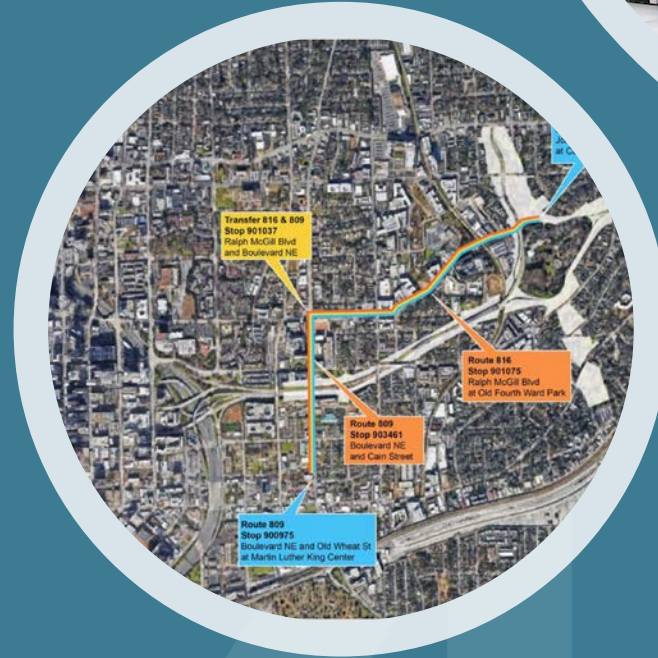 at C
Transfer 816 & 809
Stop 901037
Ralph McGill Blvd
and Boulevard NE
Route 816
Stop 901075
Ralph McGill Blvd
at Old Fourth Ward Park
Route 809
Stop 903461
Boulevard NE
and Cain Street
Route 809
Stop 900975
Boulevard NE and Old Wheat St
at Martin Luther King Center